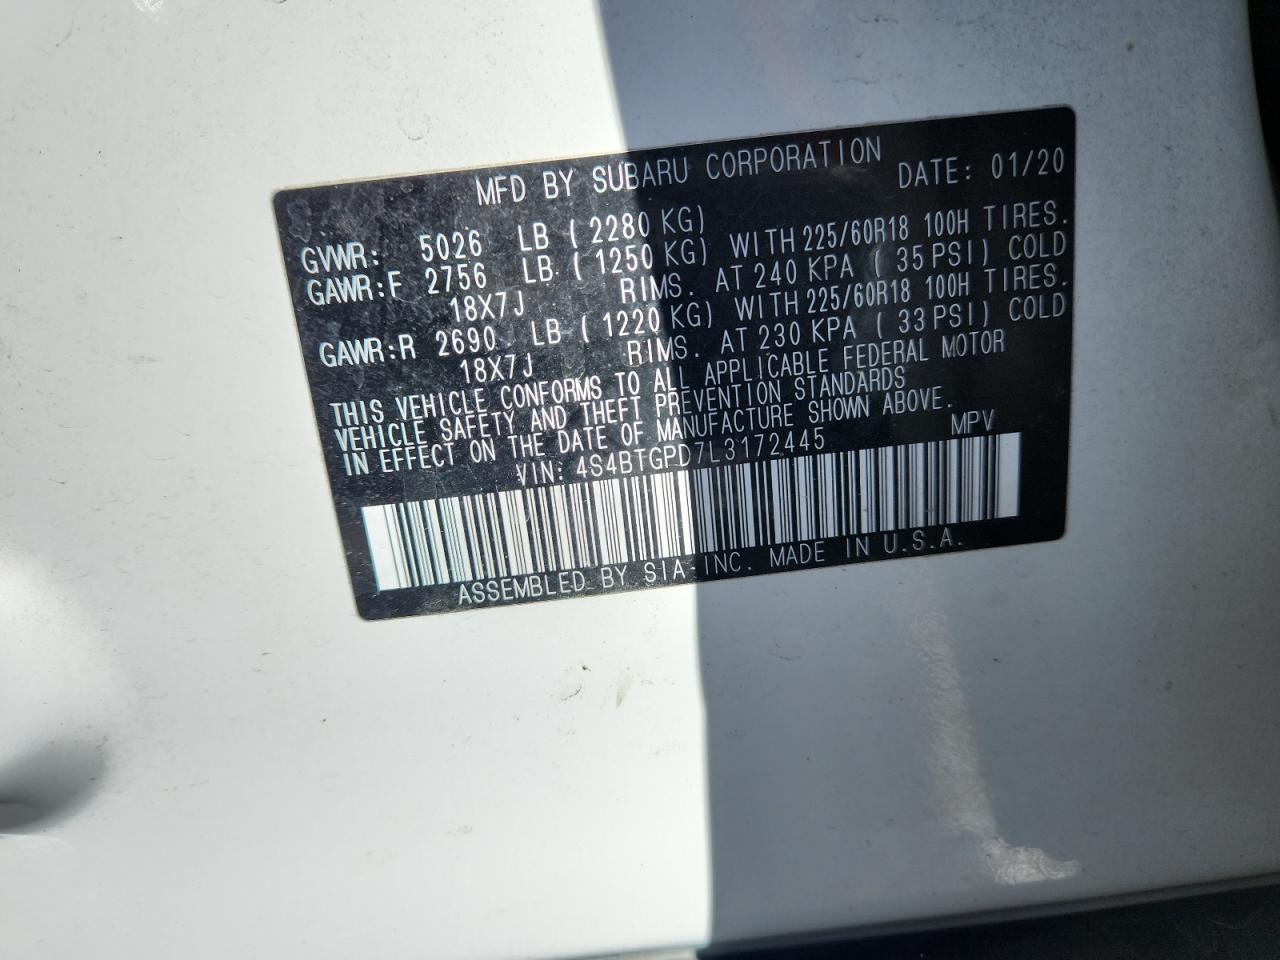 MFD BY SUBARU CORPORATION DATE: 01/20
GVWR: 5026 LB ( 2280 KG)
GAWR:F 2756 LB ( 1250 KG) WITH 225/60R18 100H TIRES.
18X7J RIMS. AT 240 KPA ( 35 PSI) COLD
GAWR:R 2690 LB ( 1220 KG) WITH 225/60R18 100H TIRES.
18X7J RIMS. AT 230 KPA ( 33 PSI) COLD
THIS VEHICLE CONFORMS TO ALL APPLICABLE FEDERAL MOTOR
VEHICLE SAFETY AND THEFT PREVENTION STANDARDS
IN EFFECT ON THE DATE OF MANUFACTURE SHOWN ABOVE.
VIN: 4S4BTGPD7L3172445 MPV
ASSEMBLED BY SIA-INC. MADE IN U.S.A.